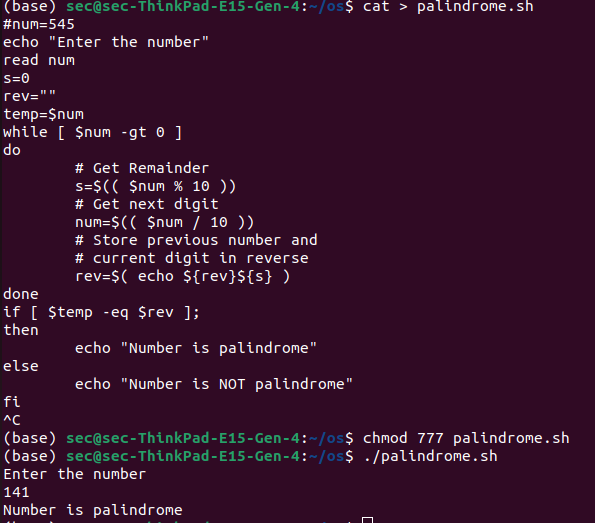 (base) sec@sec-ThinkPad-E15-Gen-4:~/os$ cat > palindrome.sh
#num=545
echo "Enter the number"
read num
s=0
rev=""
temp=$num
while [ $num -gt 0 ]
do
        # Get Remainder
        s=$(( $num % 10 ))
        # Get next digit
        num=$(( $num / 10 ))
        # Store previous number and
        # current digit in reverse
        rev=$( echo ${rev}${s} )
done
if [ $temp -eq $rev ];
then
        echo "Number is palindrome"
else
        echo "Number is NOT palindrome"
fi
^C
(base) sec@sec-ThinkPad-E15-Gen-4:~/os$ chmod 777 palindrome.sh
(base) sec@sec-ThinkPad-E15-Gen-4:~/os$ ./palindrome.sh
Enter the number
141
Number is palindrome